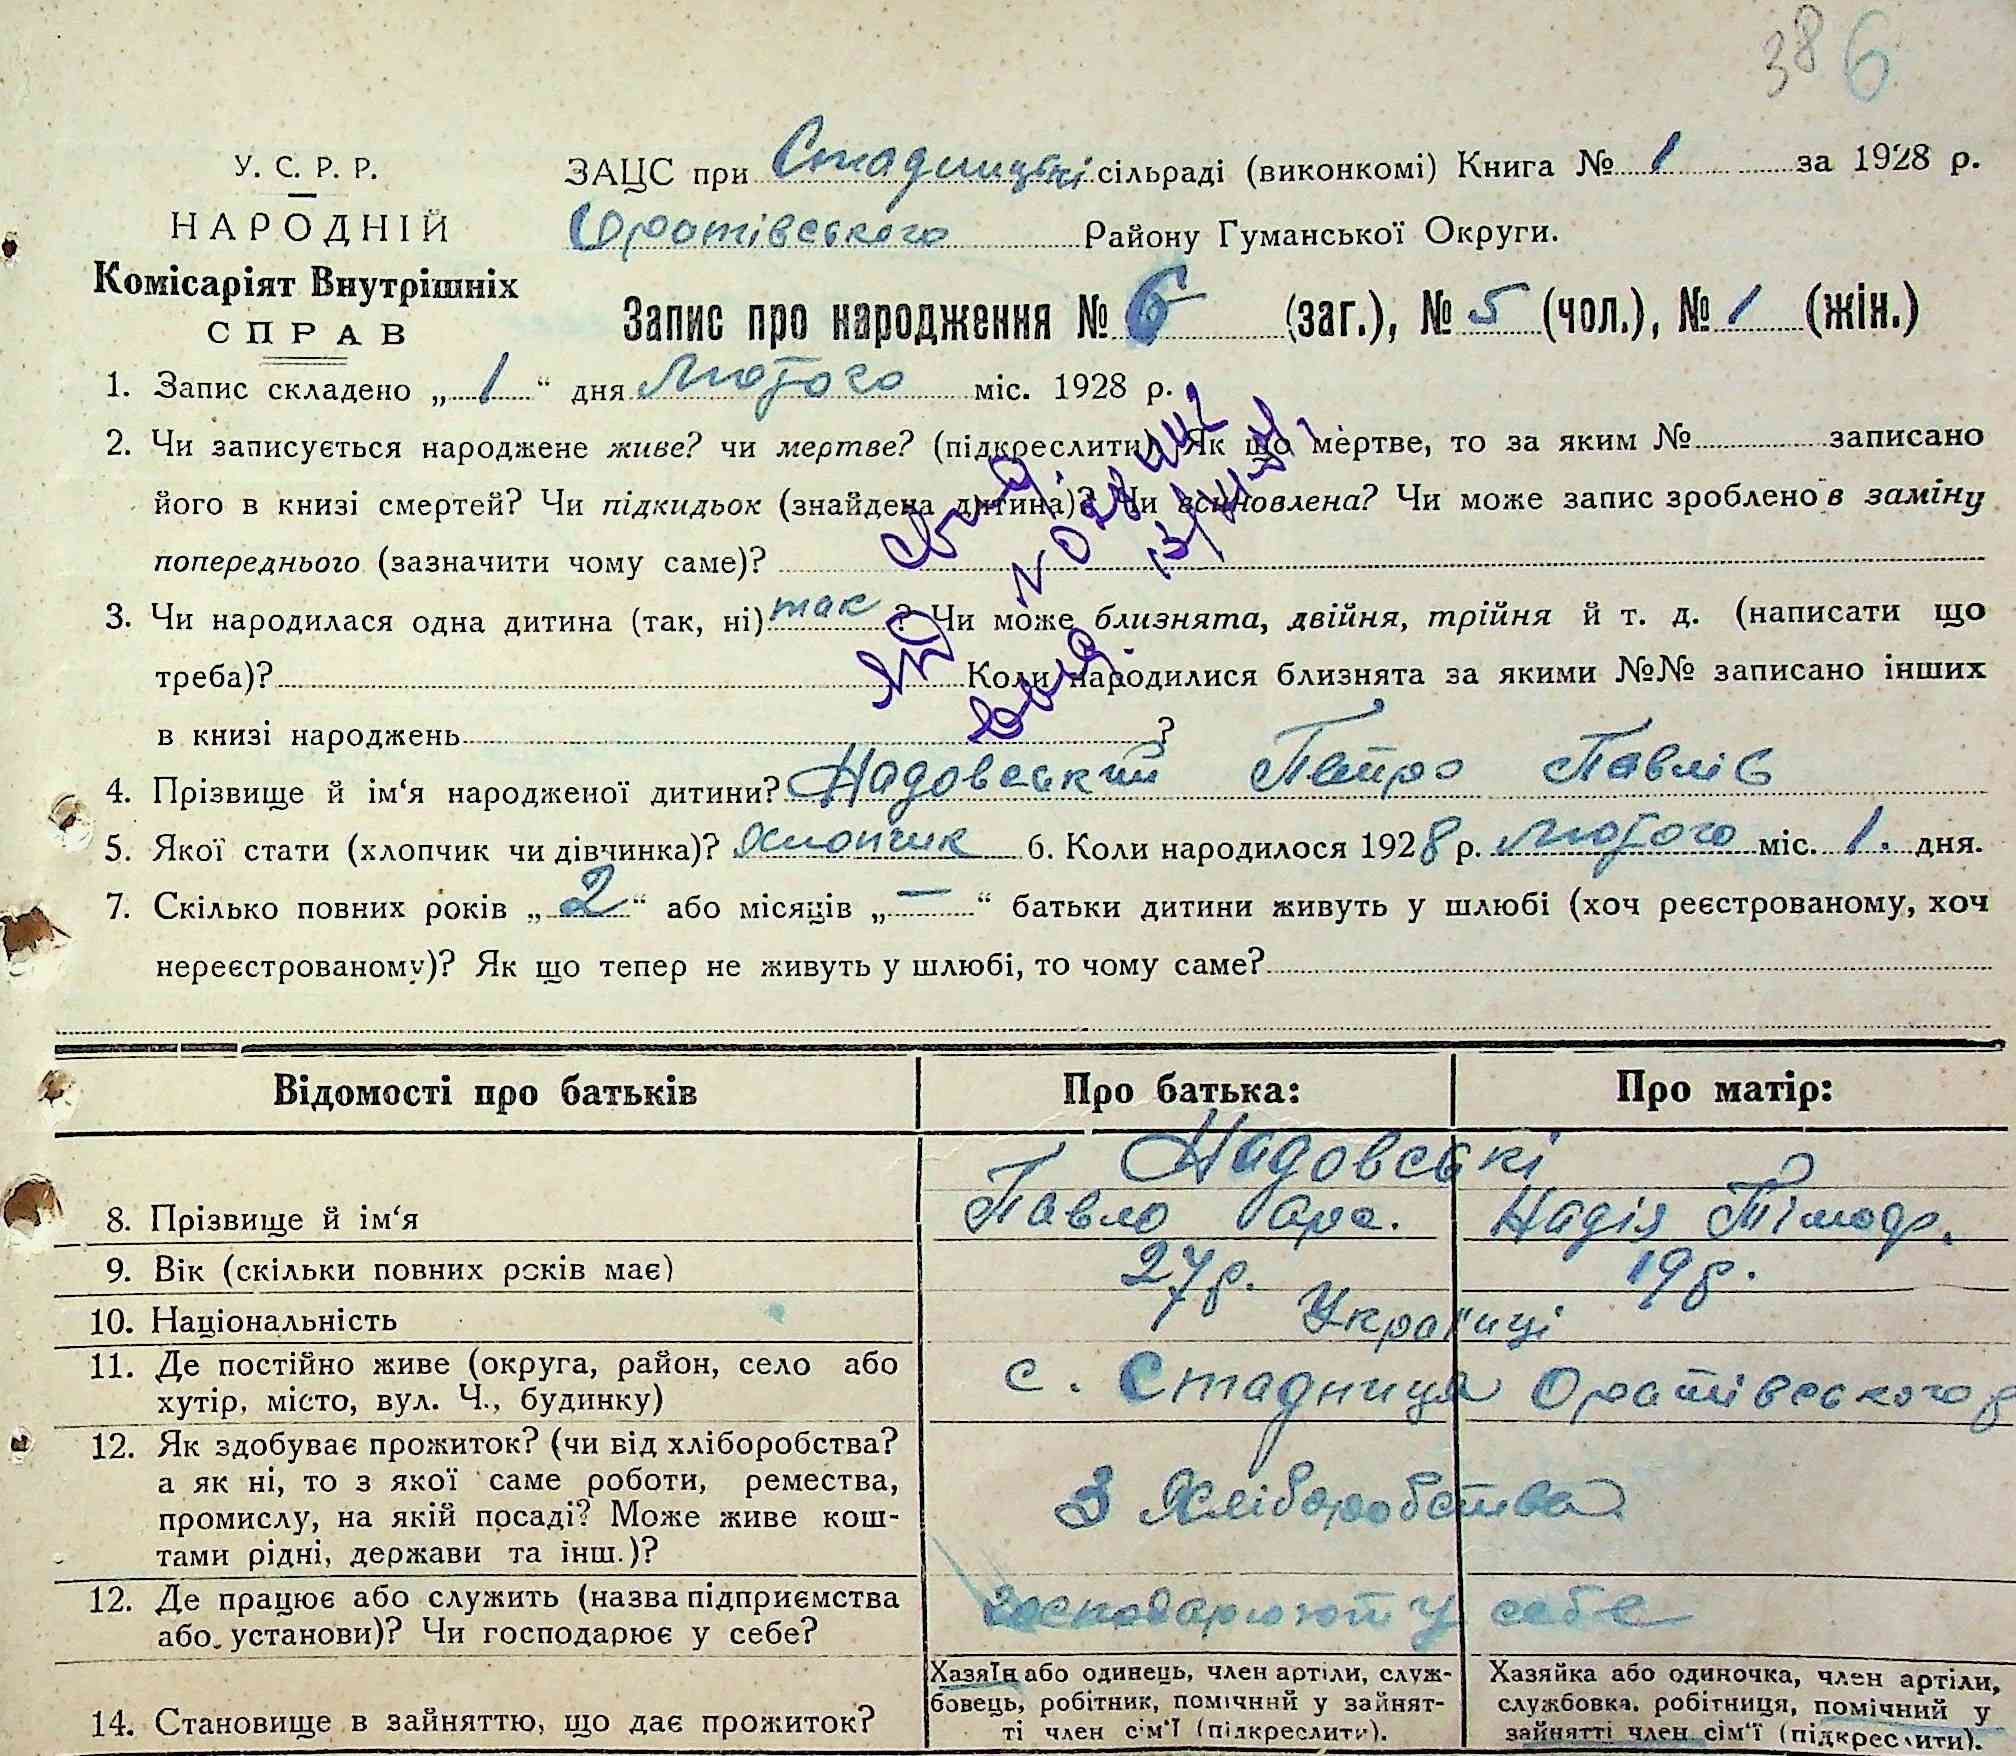 386
У. С. Р. Р.
НАРОДНІЙ
Комісаріят Внутрішніх
СПРАВ
ЗАЦС при Стадницькі сільраді (виконкомі) Книга № 1 за 1928 р.
Оратівського Району Гуманської Округи.
Запис про народження № 6 (заг.), № 5 (чол.), № 1 (жін.)
1. Запис складено „ 1 “ дня Лютого міс. 1928 р.
2. Чи записується народжене живе? чи мертве? (підкреслити) Як що мертве, то за яким № записано
його в книзі смертей? Чи підкидьок (знайдена дитина)? Чи всиновлена? Чи може запис зроблено в заміну
попереднього (зазначити чому саме)?
3. Чи народилася одна дитина (так, ні) так ? Чи може близнята, двійня, трійня й т. д. (написати що
треба)? Коли народилися близнята за якими №№ записано інших
в книзі народжень ?
4. Прізвище й ім‘я народженої дитини? Надовський Петро Павлів
5. Якої стати (хлопчик чи дівчинка)? Хлопчик 6. Коли народилося 1928 р. Лютого міс. 1. дня.
7. Скілько повних років „ 2 “ або місяців „ — “ батьки дитини живуть у шлюбі (хоч реєстрованому, хоч
нереєстрованому)? Як що тепер не живуть у шлюбі, то чому саме?
Відомості про батьків Про батька: Про матір:
Надовські
8. Прізвище й ім‘я Павло Надія Тімоф.
9. Вік (скільки повних років має) 27 р. 19 р.
10. Національність Україиці
11. Де постійно живе (округа, район, село або
хутір, місто, вул. Ч., будинку) с. Стадниця Оратівського р
12. Як здобуває прожиток? (чи від хліборобства?
а як ні, то з якої саме роботи, ремества,
промислу, на якій посаді? Може живе кош-
тами рідні, держави та інш.)? З Хліборобства
12. Де працює або служить (назва підприємства
або установи)? Чи господарює у себе? господарюют у себе
14. Становище в зайняттю, що дає прожиток?
Хазяїн або одинець, член артіли, служ-
бовець, робітник, помічний у зайнят-
ті член сім‘ї (підкреслити).
Хазяйка або одиночка, член артіли,
службовка, робітниця, помічний у
зайнятті член сім‘ї (підкреслити).